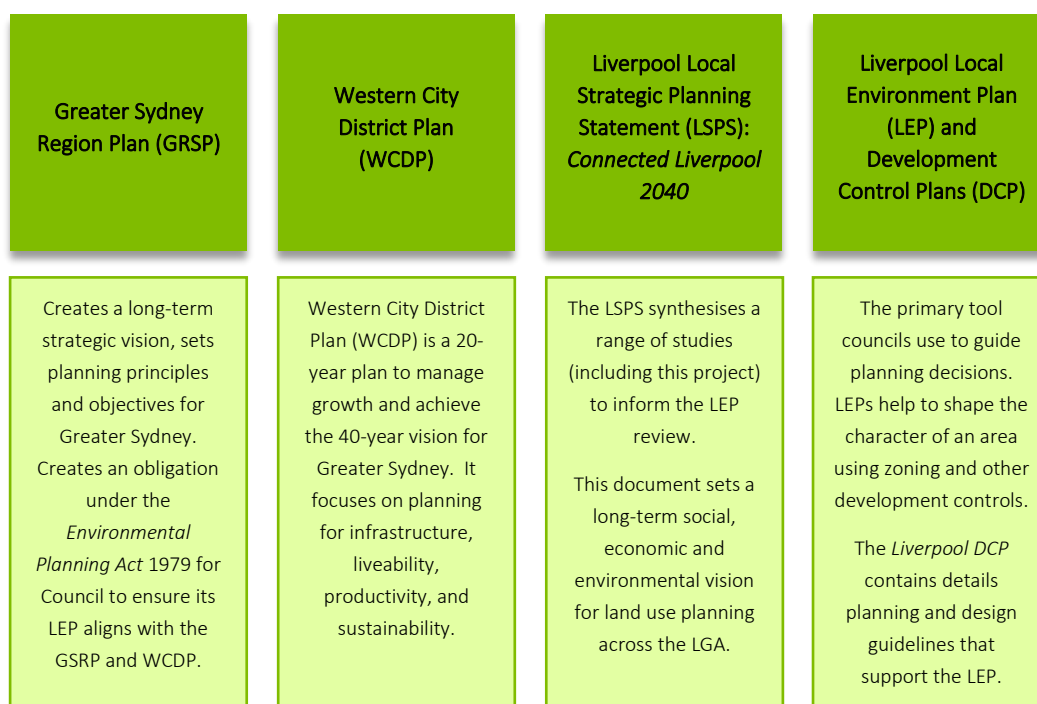 Greater Sydney
Region Plan (GRSP)
Western City
District Plan
(WCDP)
Liverpool Local
Strategic Planning
Statement (LSPS):
Connected Liverpool
2040
Liverpool Local
Environment Plan
(LEP) and
Development
Control Plans (DCP)
Creates a long-term
strategic vision, sets
planning principles
and objectives for
Greater Sydney.
Creates an obligation
under the
Environmental
Planning Act 1979 for
Council to ensure its
LEP aligns with the
GSRP and WCDP.
Western City District
Plan (WCDP) is a 20-
year plan to manage
growth and achieve
the 40-year vision for
Greater Sydney. It
focuses on planning
for infrastructure,
liveability,
productivity, and
sustainability.
The LSPS synthesises a
range of studies
(including this project)
to inform the LEP
review.
This document sets a
long-term social,
economic and
environmental vision
for land use planning
across the LGA.
The primary tool
councils use to guide
planning decisions.
LEPs help to shape the
character of an area
using zoning and other
development controls.
The Liverpool DCP
contains details
planning and design
guidelines that
support the LEP.